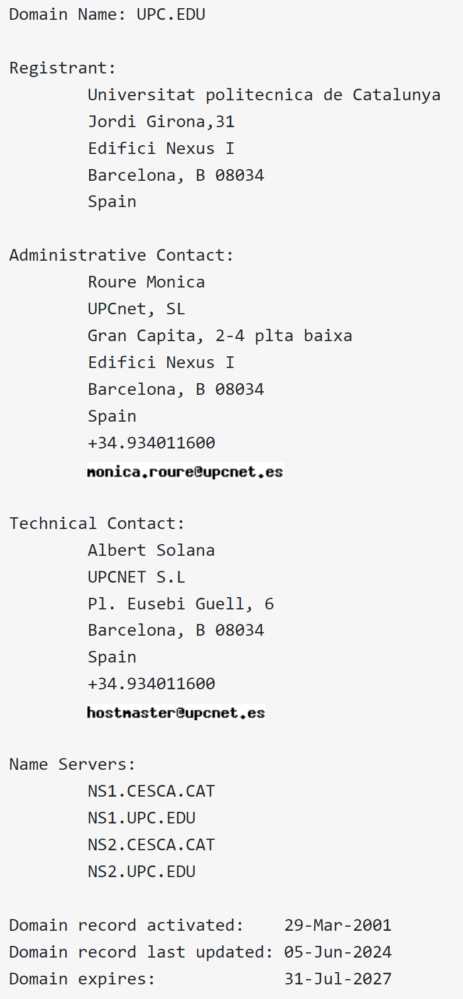 Domain Name: UPC.EDU
Registrant:
Universitat politecnica de Catalunya
Jordi Girona,31
Edifici Nexus I
Barcelona, B 08034
Spain
Administrative Contact:
Roure Monica
UPCnet, SL
Gran Capita, 2-4 plta baixa
Edifici Nexus I
Barcelona, B 08034
Spain
+34.934011600
monica.roure@upcnet.es
Technical Contact:
Albert Solana
UPCNET S.L
Pl. Eusebi Guell, 6
Barcelona, B 08034
Spain
+34.934011600
hostmaster@upcnet.es
Name Servers:
NS1.CESCA.CAT
NS1.UPC.EDU
NS2.CESCA.CAT
NS2.UPC.EDU
Domain record activated: 29-Mar-2001
Domain record last updated: 05-Jun-2024
Domain expires: 31-Jul-2027